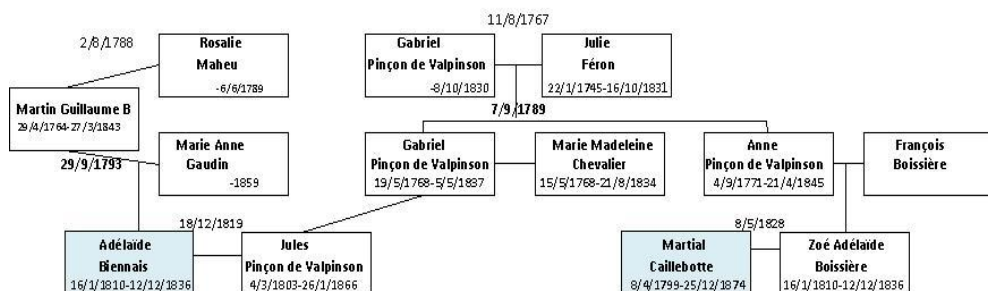 11/8/1767
2/8/1788
Rosalie
Maheu
-6/6/1789
Gabriel
Pinçon de Valpinson
-8/10/1830
Julie
Féron
22/1/1745-16/10/1831
Martin Guillaume B
29/4/1764-27/3/1843
7/9/1789
29/9/1793
Marie Anne
Gaudin
-1859
Gabriel
Pinçon de Valpinson
19/5/1768-5/5/1837
Marie Madeleine
Chevalier
15/5/1768-21/8/1834
Anne
Pinçon de Valpinson
4/9/1771-21/4/1845
François
Boissière
18/12/1819
8/5/1828
Adélaïde
Biennais
16/1/1810-12/12/1836
Jules
Pinçon de Valpinson
4/3/1803-26/1/1866
Martial
Caillebotte
8/4/1799-25/12/1874
Zoé Adélaïde
Boissière
16/1/1810-12/12/1836